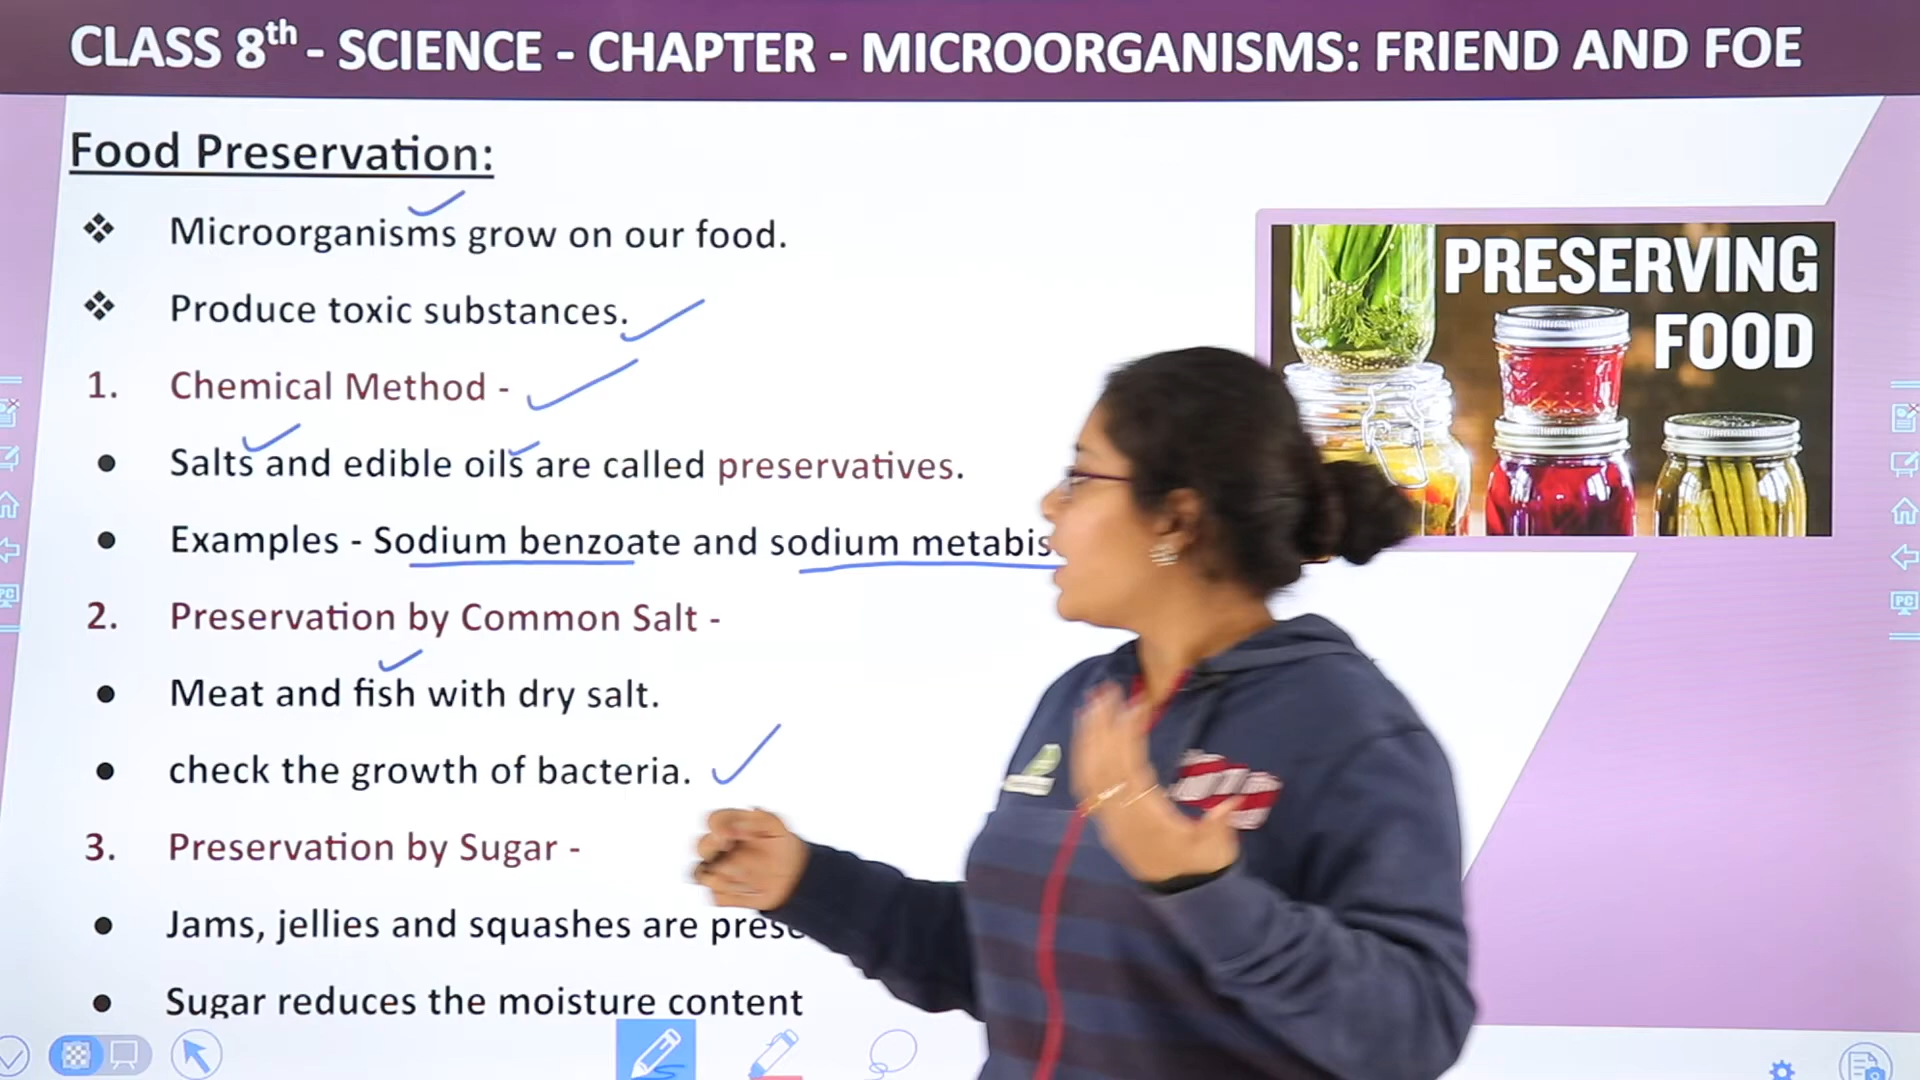 CLASS 8th - SCIENCE - CHAPTER - MICROORGANISMS: FRIEND AND FOE
Food Preservation:
❖ Microorganisms grow on our food.
❖ Produce toxic substances.
1. Chemical Method -
● Salts and edible oils are called preservatives.
● Examples - Sodium benzoate and sodium metabis
2. Preservation by Common Salt -
● Meat and fish with dry salt.
● check the growth of bacteria.
3. Preservation by Sugar -
● Jams, jellies and squashes are prese
● Sugar reduces the moisture content
PRESERVING
FOOD
PC
PC